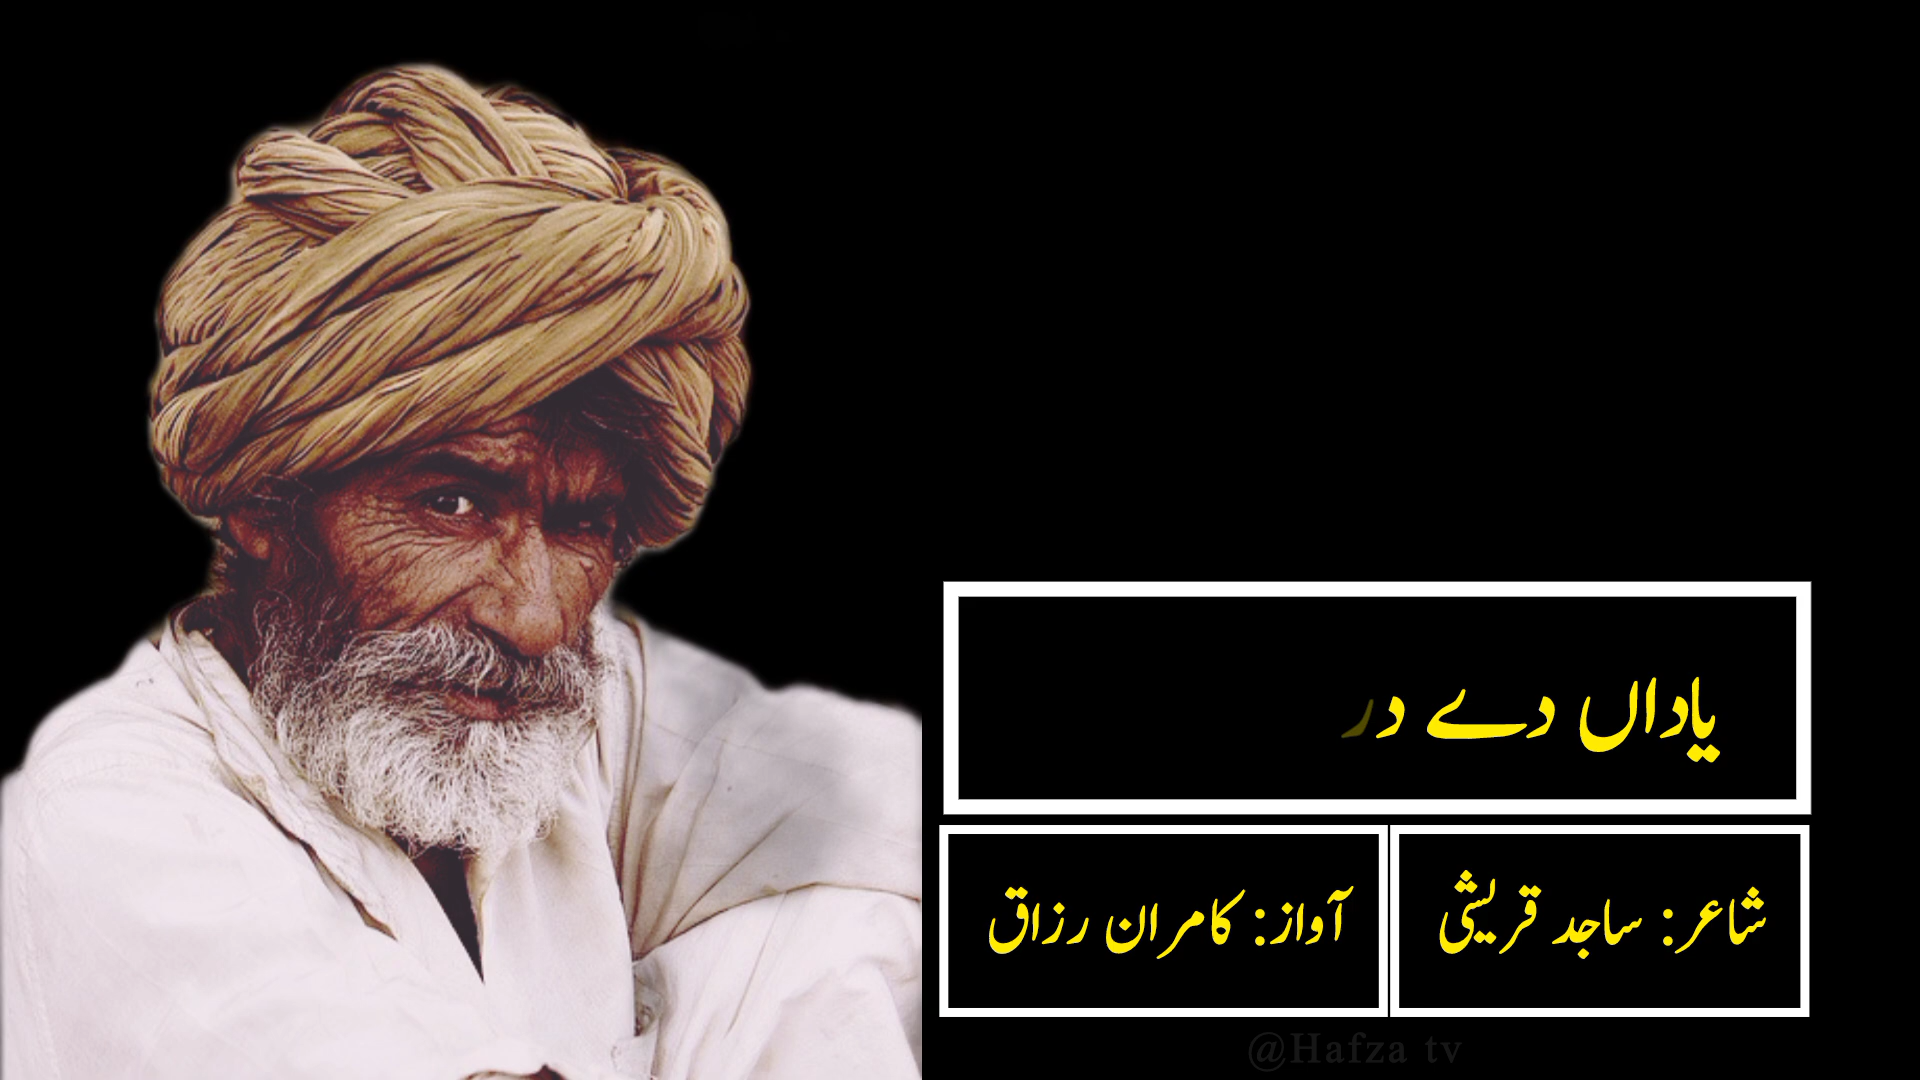 یاداں دے در
شاعر: ساجد قریشی
آواز: کامران رزاق
@Hafza tv